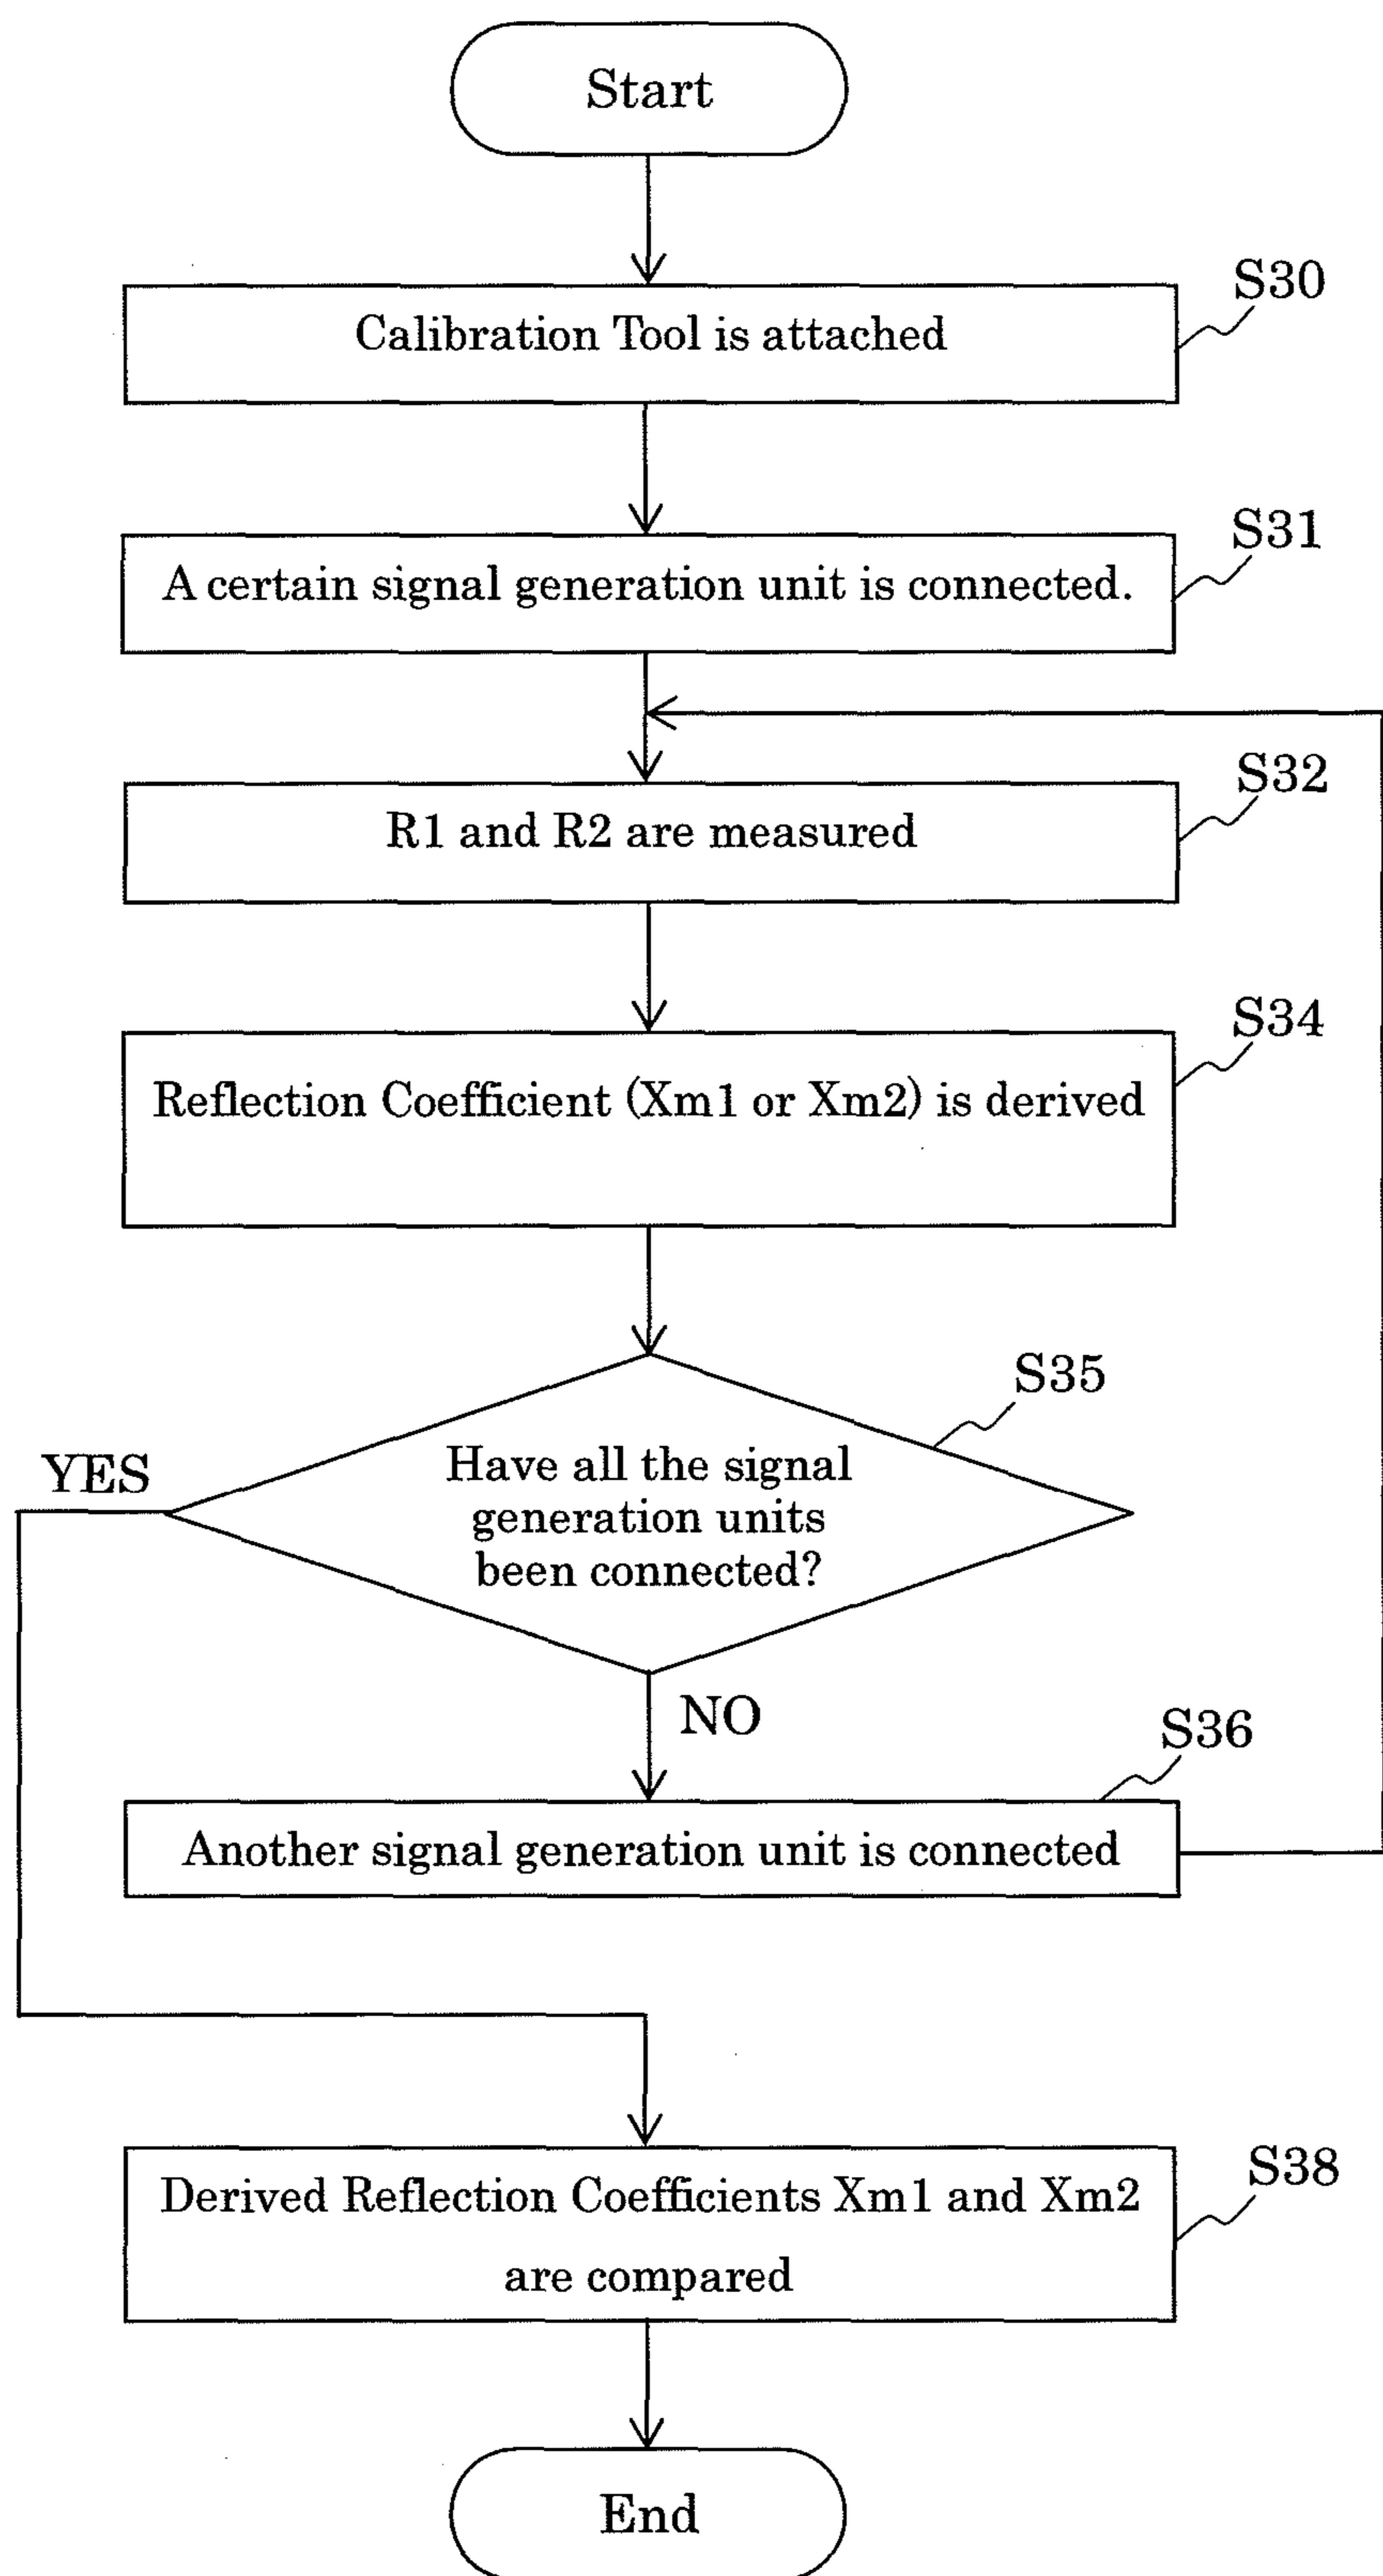 Start
S30
Calibration Tool is attached
S31
A certain signal generation unit is connected.
S32
R1 and R2 are measured
S34
Reflection Coefficient (Xm1 or Xm2) is derived
S35
YES
Have all the signal
generation units
been connected?
NO
S36
Another signal generation unit is connected
S38
Derived Reflection Coefficients Xm1 and Xm2
are compared
End